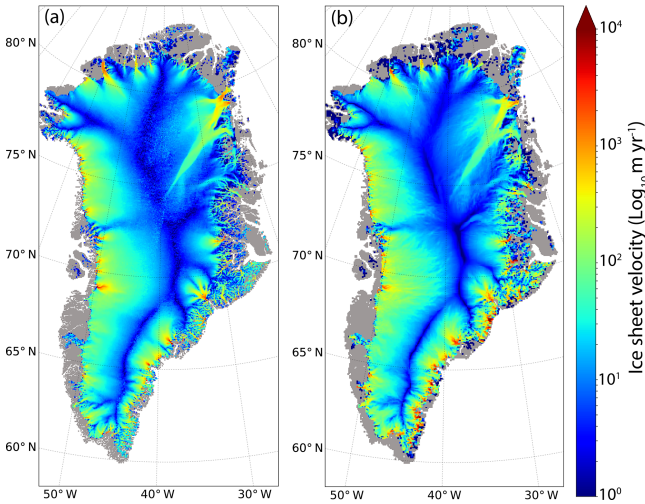 (a)
(b)
80° N
75° N
70° N
65° N
60° N
50° W
40° W
30° W
80° N
75° N
70° N
65° N
60° N
50° W
40° W
30° W
10⁴
10³
10²
10¹
10⁰
Ice sheet velocity (Log₁₀ m yr⁻¹)